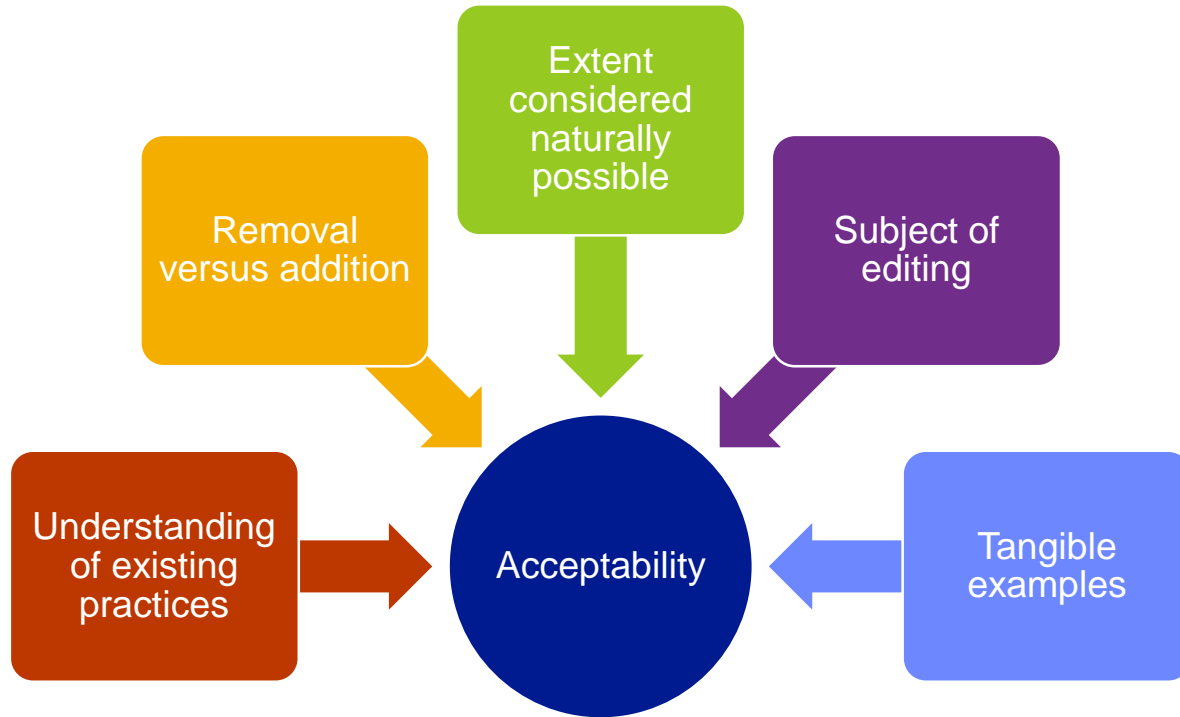 Extent
considered
naturally
possible
Removal
versus addition
Subject of
editing
Understanding
of existing
practices
Acceptability
Tangible
examples